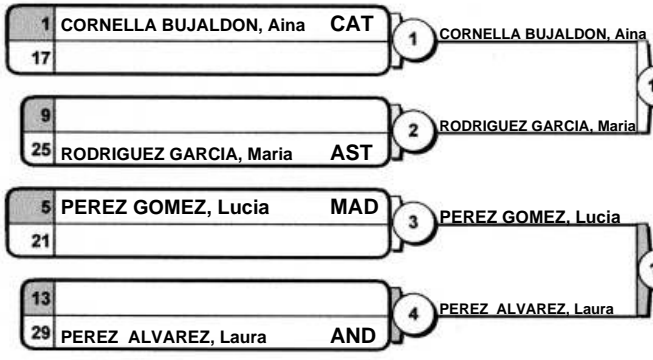 1 CORNELLA BUJALDON, Aina CAT
17
1
CORNELLA BUJALDON, Aina
9
25 RODRIGUEZ GARCIA, Maria AST
2
RODRIGUEZ GARCIA, Maria
5 PEREZ GOMEZ, Lucia MAD
21
3
PEREZ GOMEZ, Lucia
13
29 PEREZ ALVAREZ, Laura AND
4
PEREZ ALVAREZ, Laura